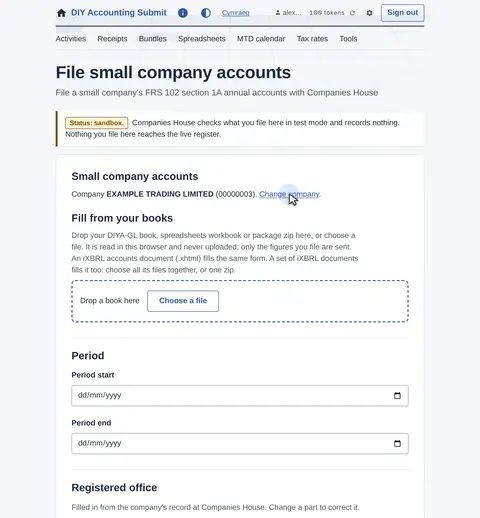 DIY Accounting Submit
Cymraeg
alex...
100 tokens
Sign out
Activities
Receipts
Bundles
Spreadsheets
MTD calendar
Tax rates
Tools
File small company accounts
File a small company's FRS 102 section 1A annual accounts with Companies House
Status: sandbox. Companies House checks what you file here in test mode and records nothing.
Nothing you file here reaches the live register.
Small company accounts
Company EXAMPLE TRADING LIMITED (00000003). Change company.
Fill from your books
Drop your DIYA-GL book, spreadsheets workbook or package zip here, or choose a
file. It is read in this browser and never uploaded; only the figures you file are sent.
An iXBRL accounts document (.xhtml) fills the same form. A set of iXBRL documents
fills it too: choose all its files together, or one zip.
Drop a book here
Choose a file
Period
Period start
dd/mm/yyyy
Period end
dd/mm/yyyy
Registered office
Filled in from the company's record at Companies House. Change a part to correct it.